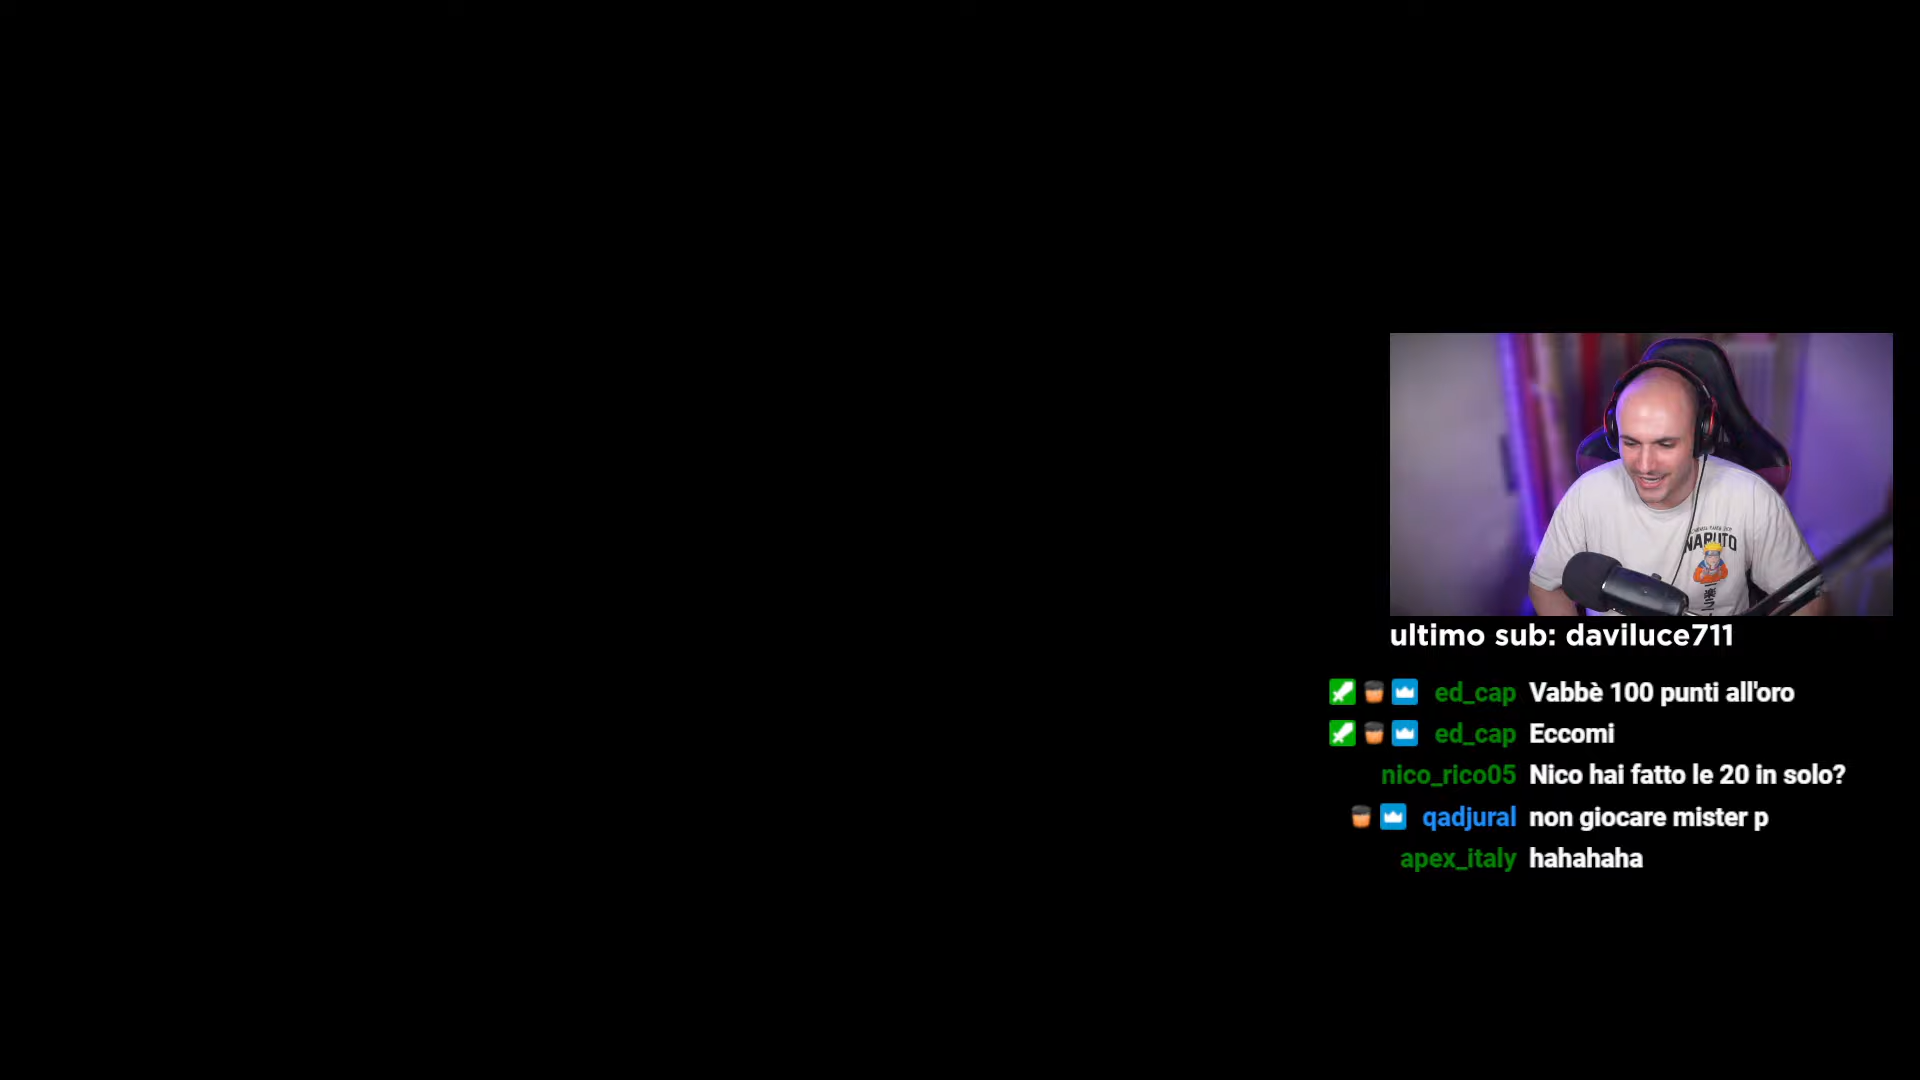 NARUTO
ultimo sub: daviluce711
ed_cap Vabbè 100 punti all'oro
ed_cap Eccomi
nico_rico05 Nico hai fatto le 20 in solo?
qadjural non giocare mister p
apex_italy hahahaha